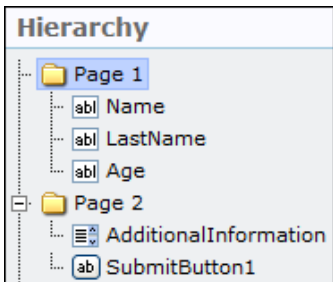 Hierarchy
Page 1
abl Name
abl LastName
abl Age
Page 2
AdditionalInformation
ab SubmitButton1